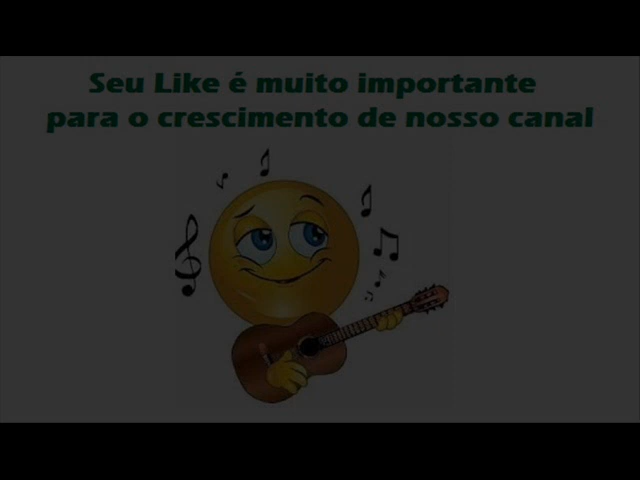 Seu Like é muito importante
para o crescimento de nosso canal